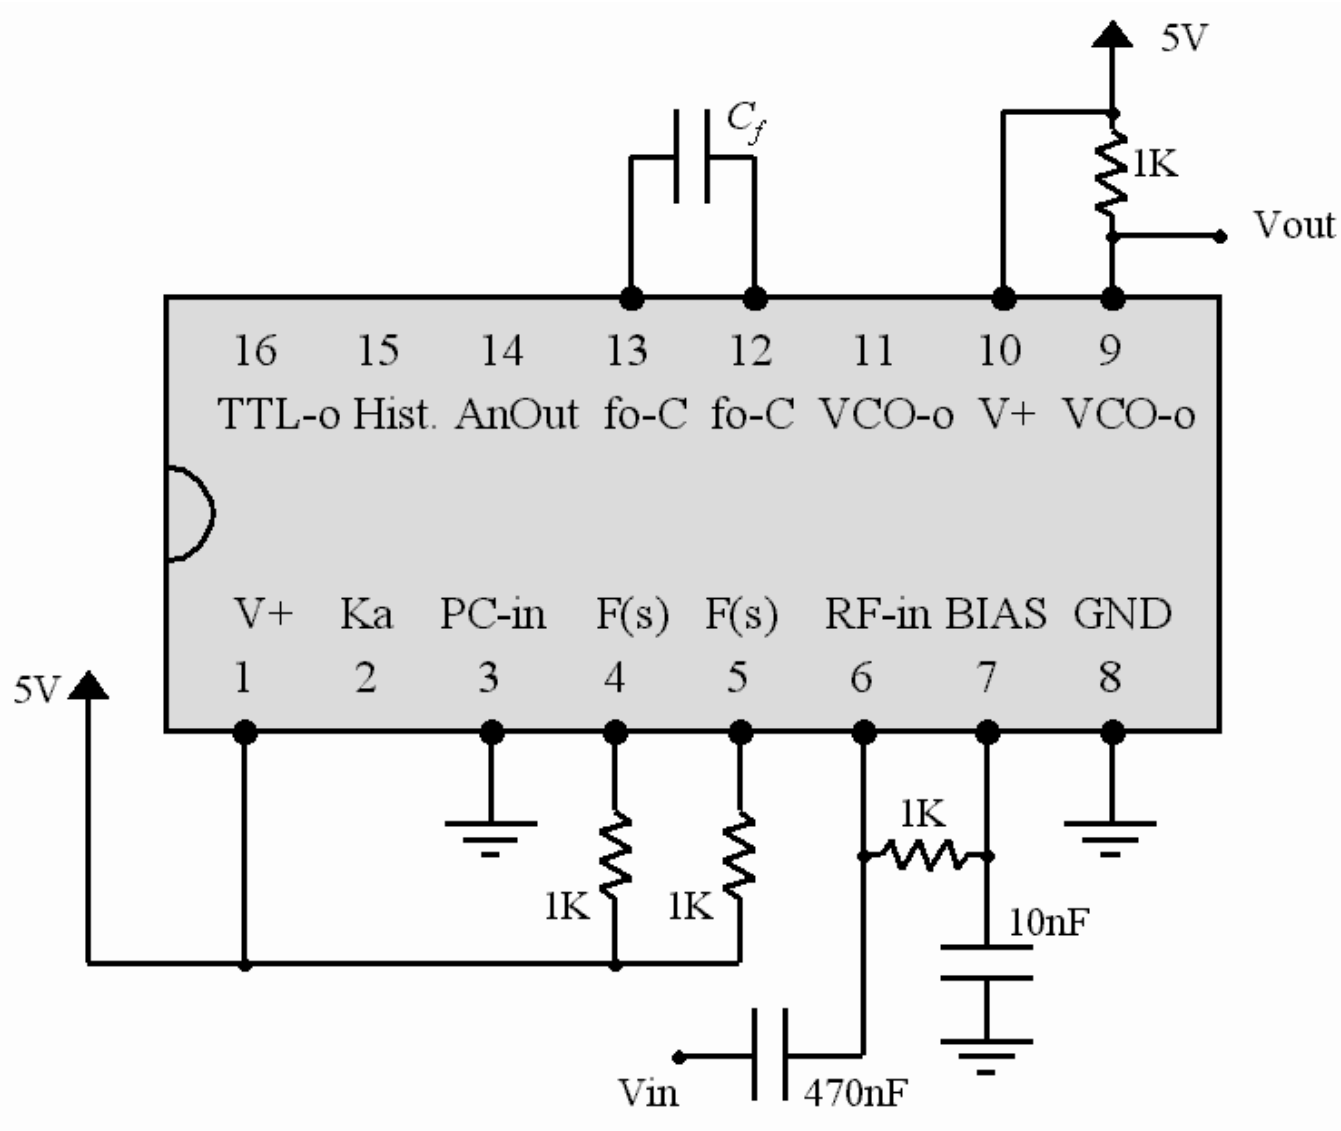 5V
C_f
1K
Vout
16 15 14 13 12 11 10 9
TTL-o Hist. AnOut fo-C fo-C VCO-o V+ VCO-o
V+ Ka PC-in F(s) F(s) RF-in BIAS GND
1 2 3 4 5 6 7 8
5V
1K
1K 1K
10nF
Vin 470nF